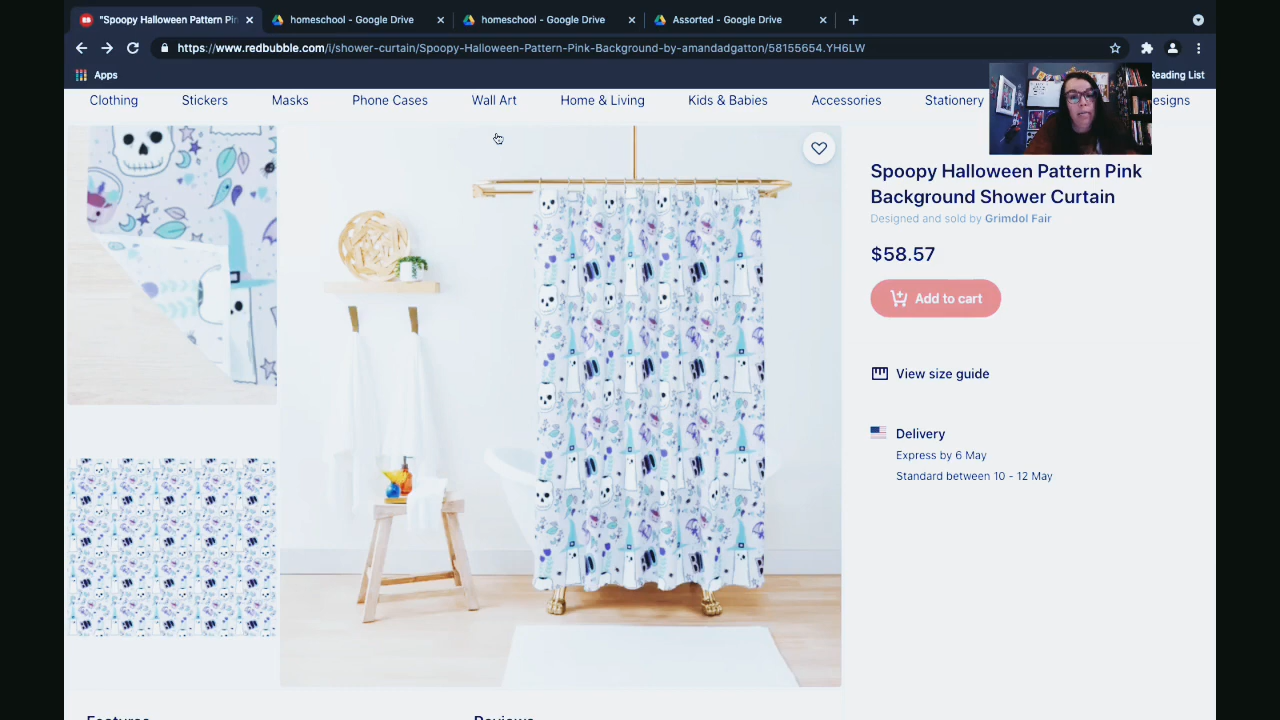 "Spoopy Halloween Pattern Pin
homeschool - Google Drive
homeschool - Google Drive
Assorted - Google Drive
https://www.redbubble.com/i/shower-curtain/Spoopy-Halloween-Pattern-Pink-Background-by-amandadgatton/58155654.YH6LW
Apps
Reading List
Clothing
Stickers
Masks
Phone Cases
Wall Art
Home & Living
Kids & Babies
Accessories
Stationery
esigns
Spoopy Halloween Pattern Pink
Background Shower Curtain
Designed and sold by Grimdol Fair
$58.57
Add to cart
View size guide
Delivery
Express by 6 May
Standard between 10 - 12 May
Features
Reviews